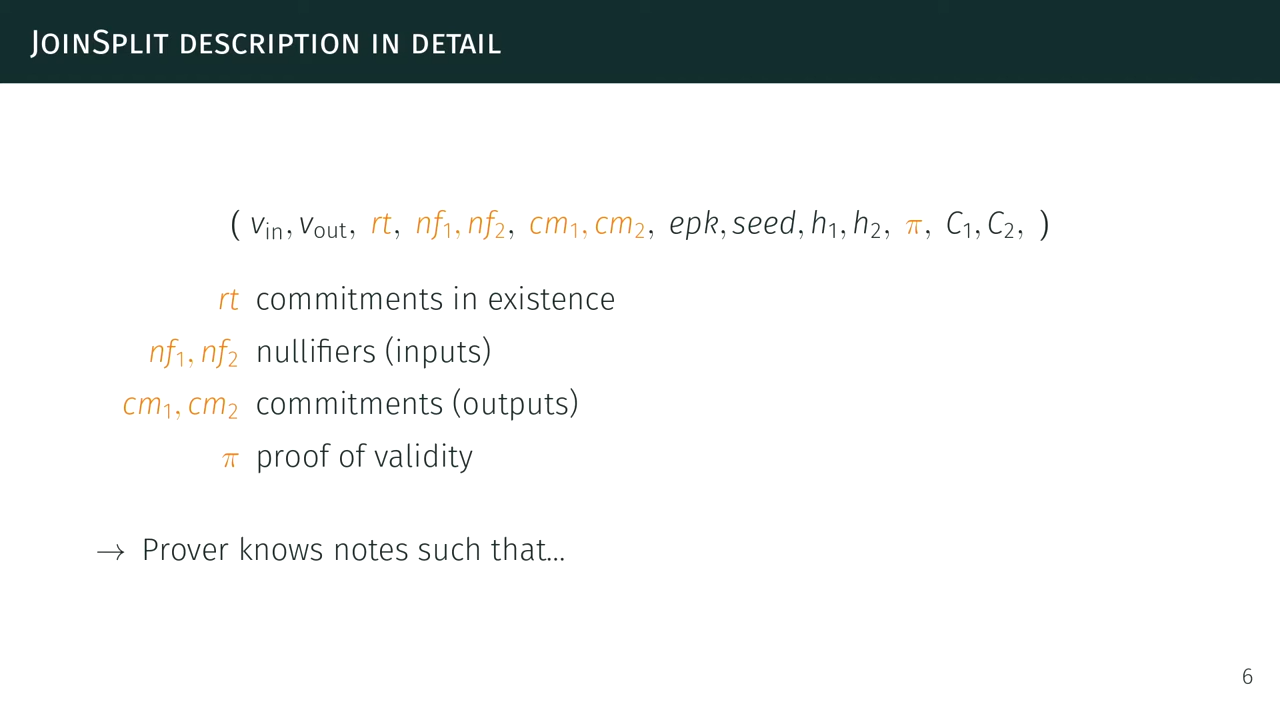 JoinSplit description in detail
( v_in, v_out, rt, nf_1, nf_2, cm_1, cm_2, epk, seed, h_1, h_2, π, C_1, C_2, )
rt commitments in existence
nf_1, nf_2 nullifiers (inputs)
cm_1, cm_2 commitments (outputs)
π proof of validity
→ Prover knows notes such that...
6